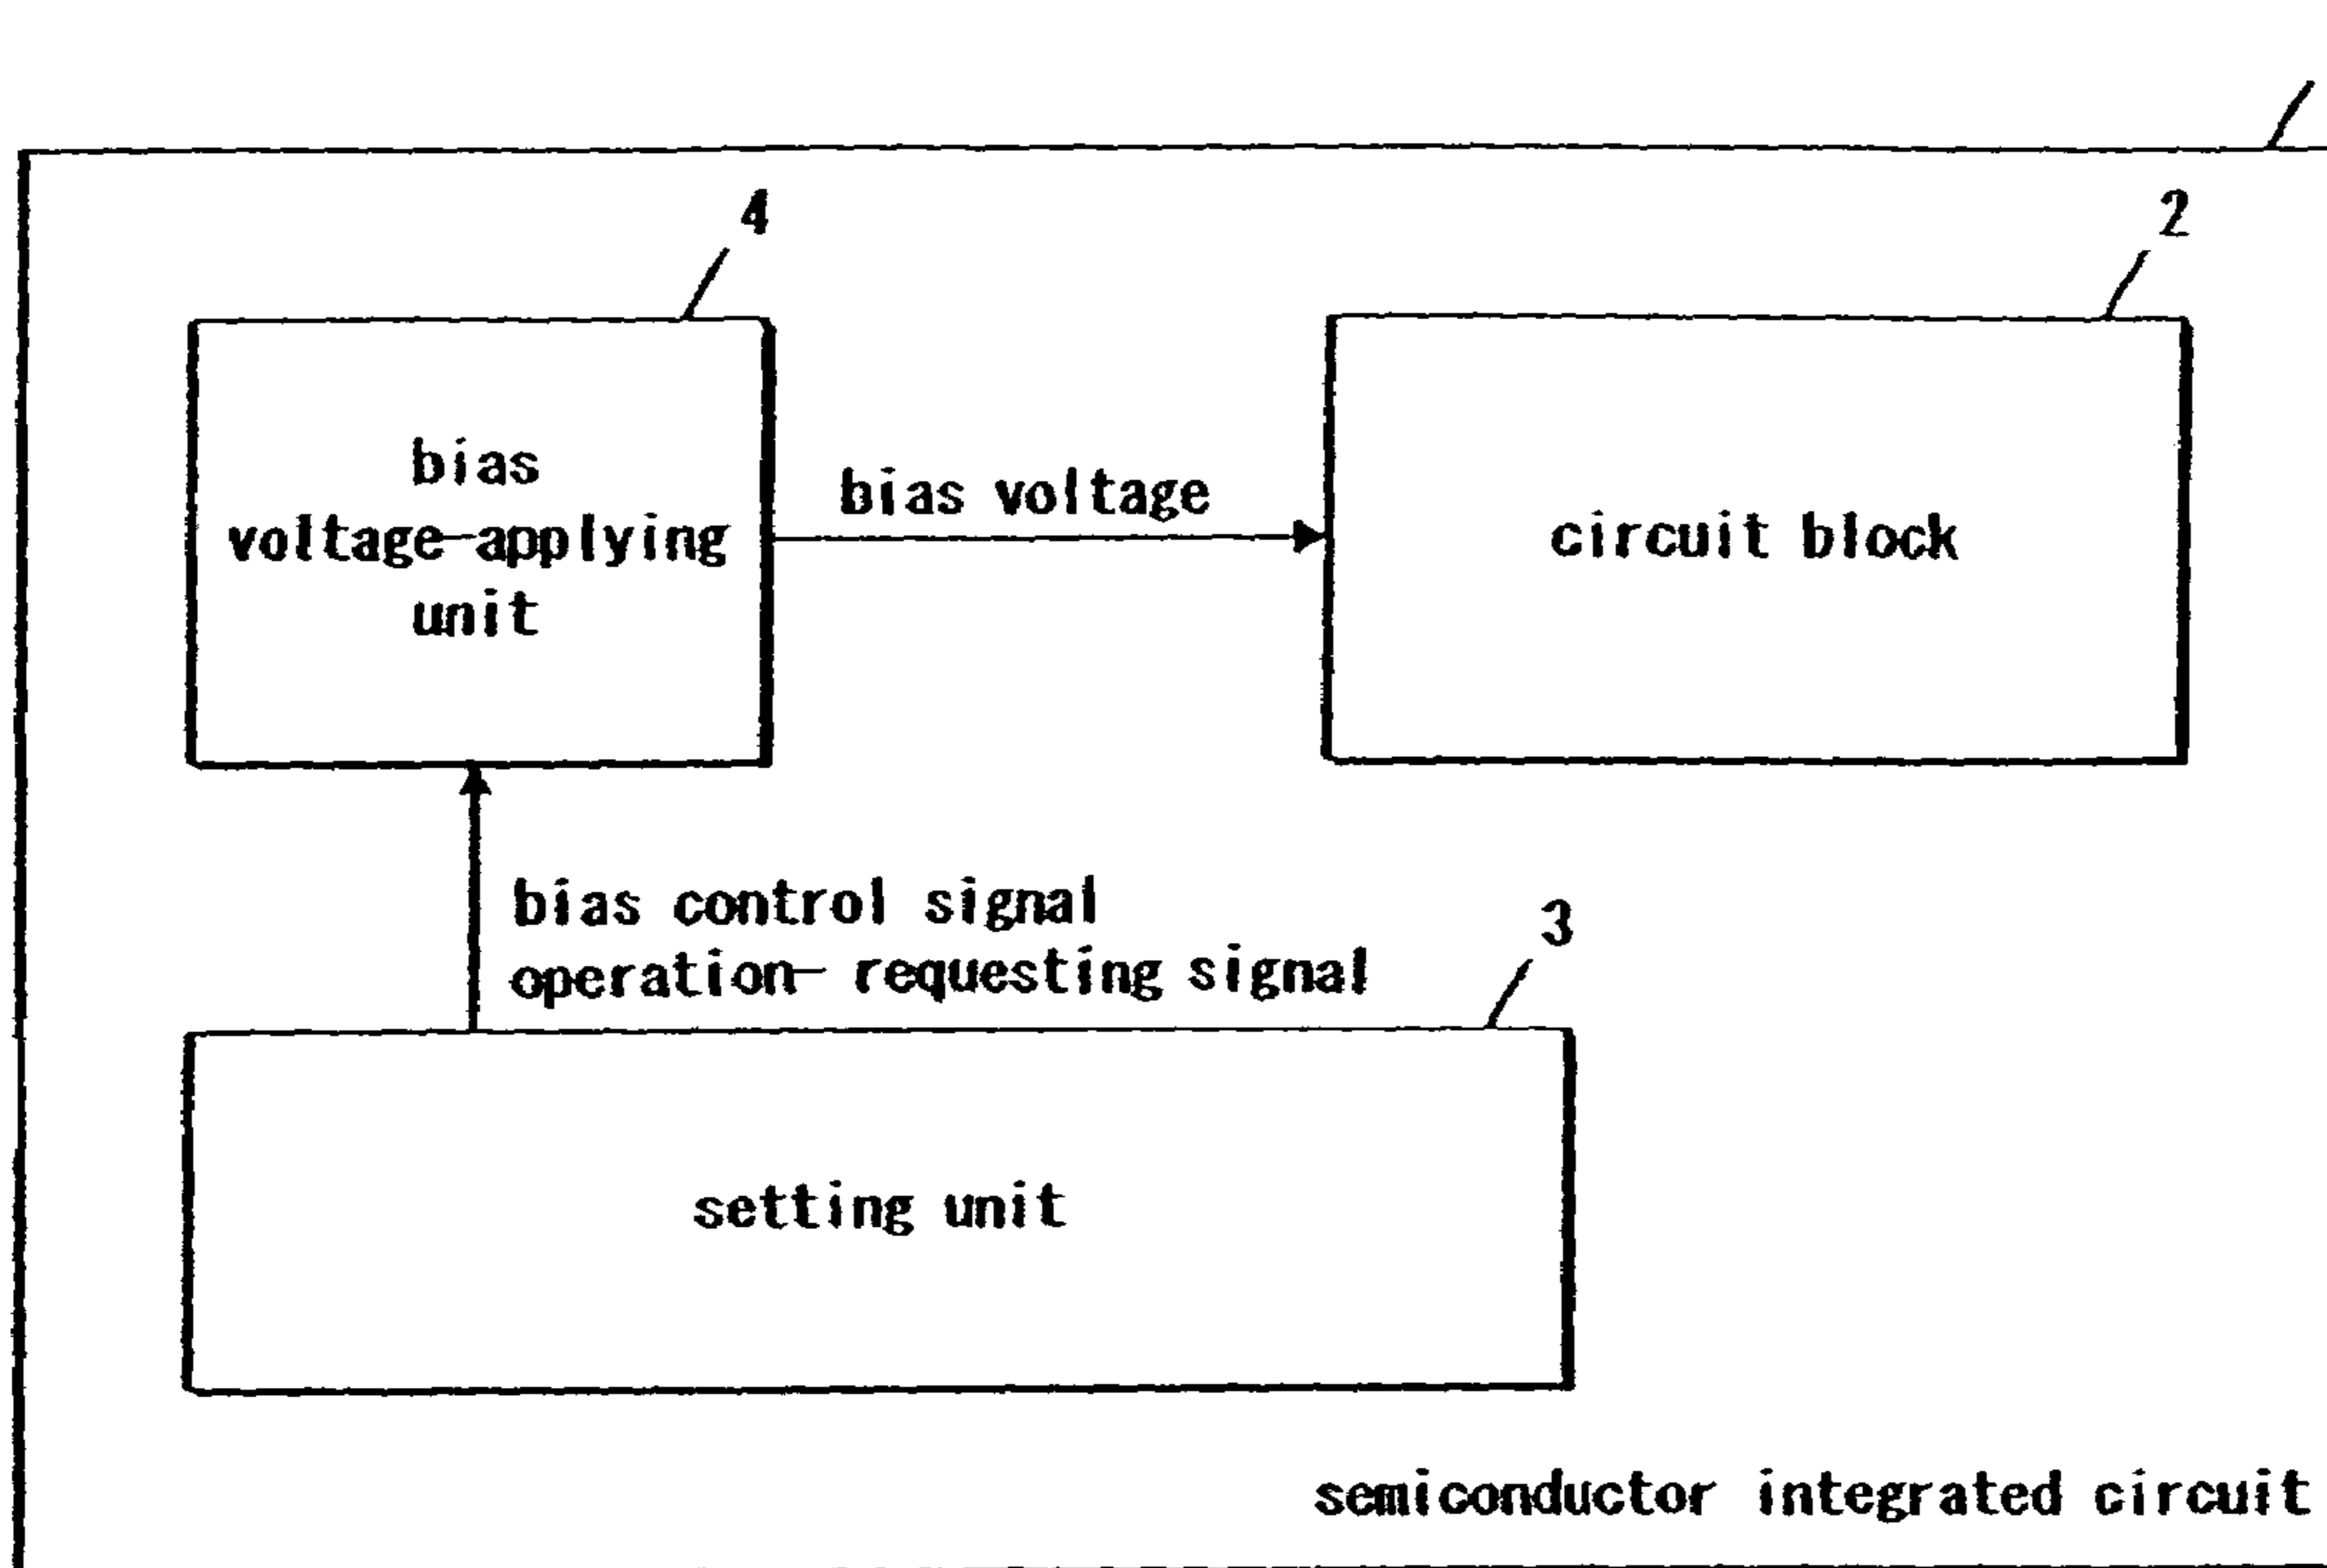 4
2
bias
voltage-applying
unit
bias voltage
circuit block
bias control signal
operation- requesting signal
3
setting unit
semiconductor integrated circuit